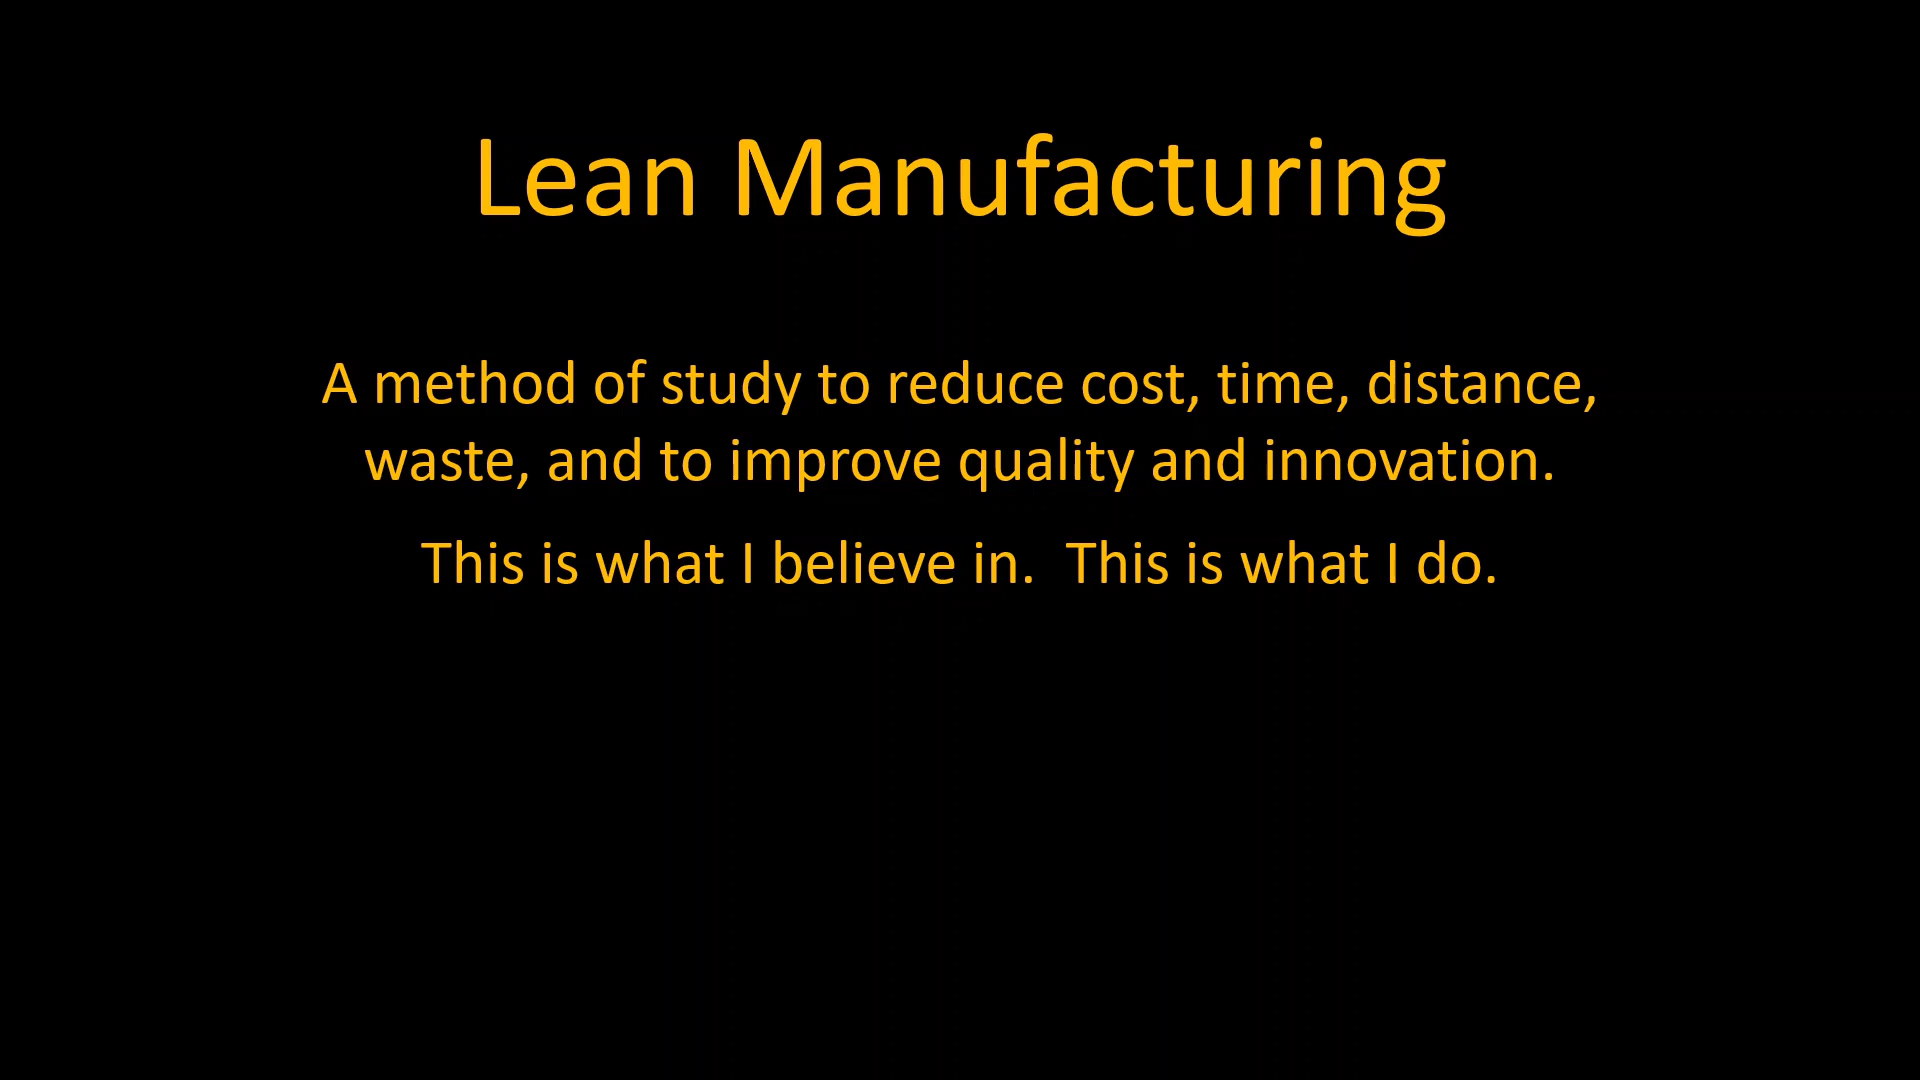 Lean Manufacturing
A method of study to reduce cost, time, distance,
waste, and to improve quality and innovation.
This is what I believe in.  This is what I do.